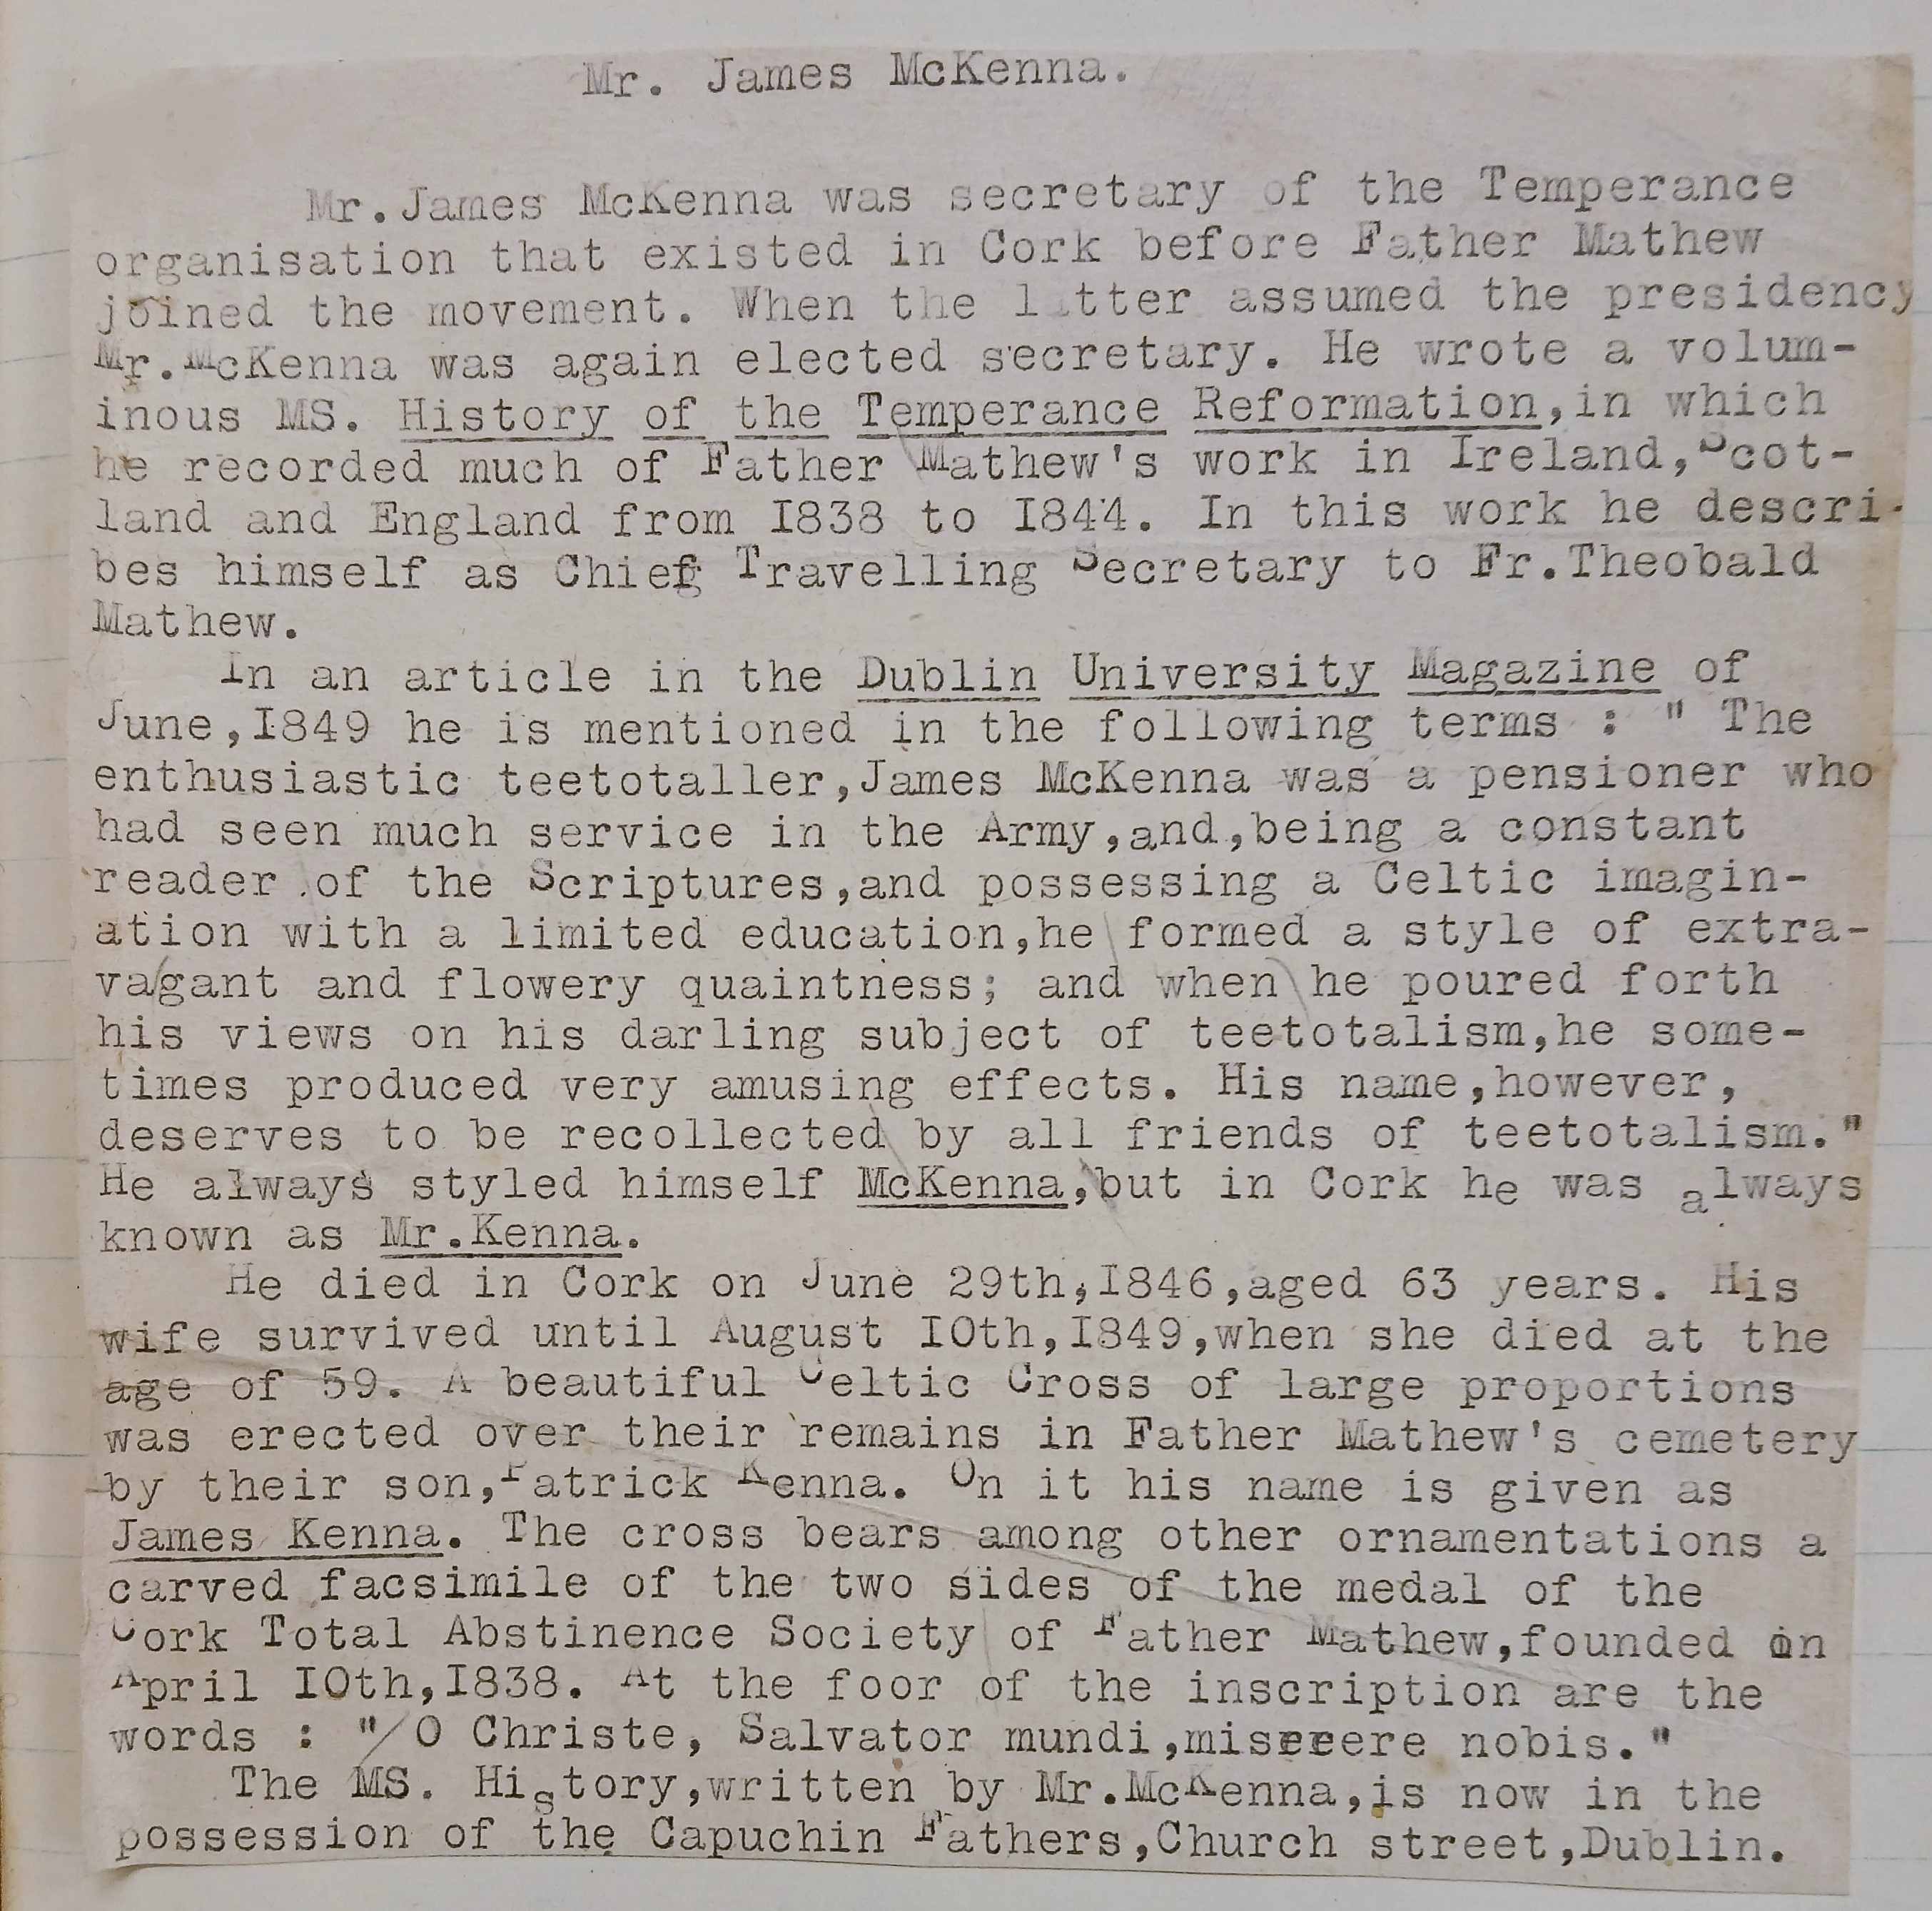 Mr. James McKenna.
Mr.James McKenna was secretary of the Temperance
organisation that existed in Cork before Father Mathew
joined the movement. When the latter assumed the presidency
Mr.McKenna was again elected secretary. He wrote a volum-
inous MS. History of the Temperance Reformation,in which
he recorded much of Father Mathew's work in Ireland,Scot-
land and England from I838 to I844. In this work he descri-
bes himself as Chief Travelling Secretary to Fr.Theobald
Mathew.
In an article in the Dublin University Magazine of
June,I849 he is mentioned in the following terms : " The
enthusiastic teetotaller,James McKenna was a pensioner who
had seen much service in the Army,and,being a constant
reader of the Scriptures,and possessing a Celtic imagin-
ation with a limited education,he formed a style of extra-
vagant and flowery quaintness; and when he poured forth
his views on his darling subject of teetotalism,he some-
times produced very amusing effects. His name,however,
deserves to be recollected by all friends of teetotalism."
He always styled himself McKenna,but in Cork he was always
known as Mr.Kenna.
He died in Cork on June 29th,I846,aged 63 years. His
wife survived until August IOth,I849,when she died at the
age of 59. A beautiful Celtic Cross of large proportions
was erected over their remains in Father Mathew's cemetery
by their son,Patrick Kenna. On it his name is given as
James Kenna. The cross bears among other ornamentations a
carved facsimile of the two sides of the medal of the
Cork Total Abstinence Society of Father Mathew,founded on
April IOth,I838. At the foor of the inscription are the
words : "/O Christe, Salvator mundi,miserere nobis."
The MS. History,written by Mr.McKenna,is now in the
possession of the Capuchin Fathers,Church street,Dublin.